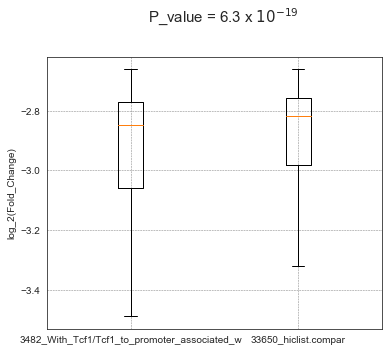 P_value = 6.3 x 10⁻¹⁹
log_2(Fold_Change)
−2.8
−3.0
−3.2
−3.4
3482_With_Tcf1/Tcf1_to_promoter_associated_w 33650_hiclist.compar